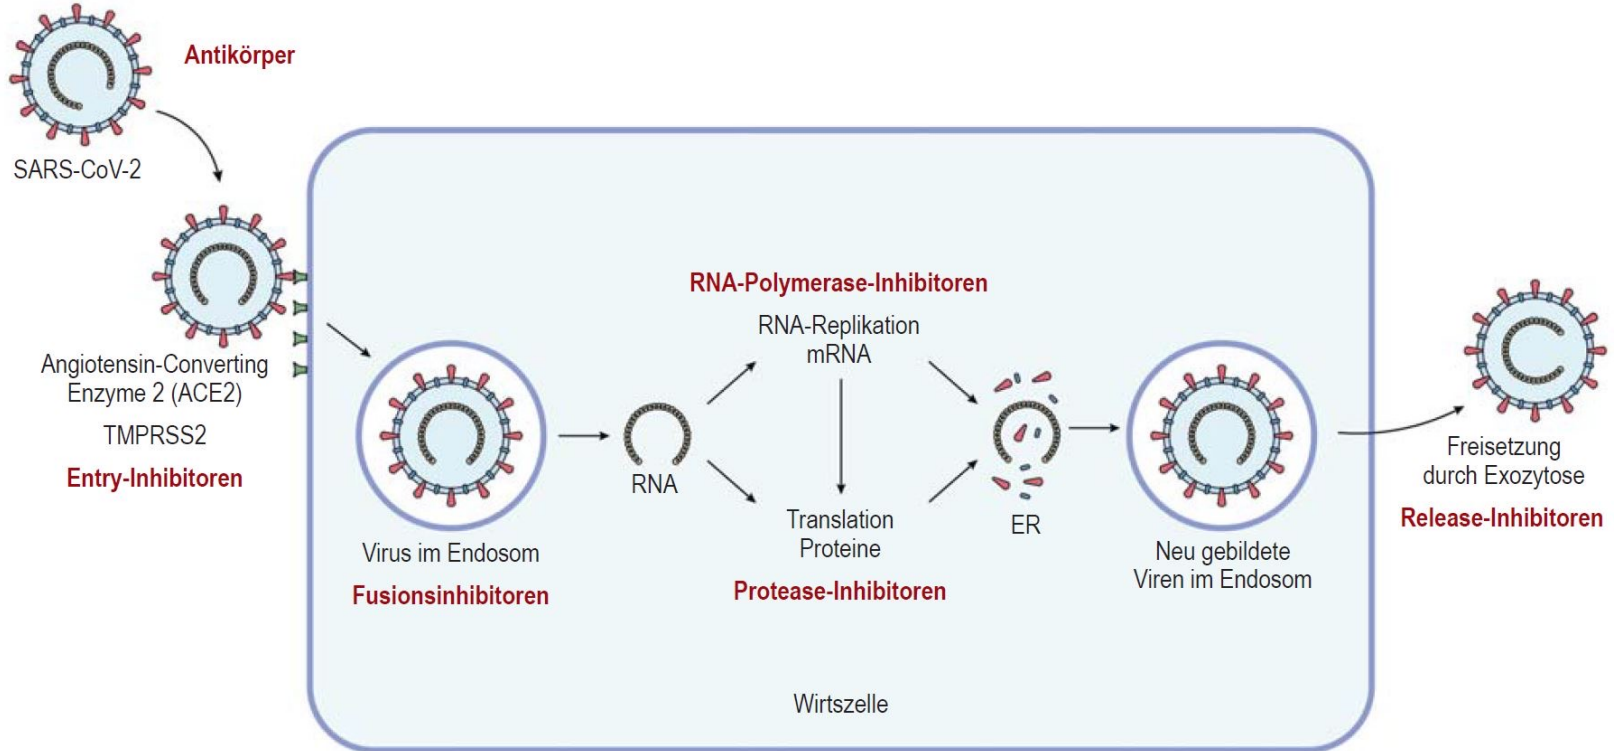 Antikörper
SARS-CoV-2
Angiotensin-Converting
Enzyme 2 (ACE2)
TMPRSS2
Entry-Inhibitoren
Virus im Endosom
Fusionsinhibitoren
RNA
RNA-Polymerase-Inhibitoren
RNA-Replikation
mRNA
Translation
Proteine
Protease-Inhibitoren
ER
Neu gebildete
Viren im Endosom
Freisetzung
durch Exozytose
Release-Inhibitoren
Wirtszelle